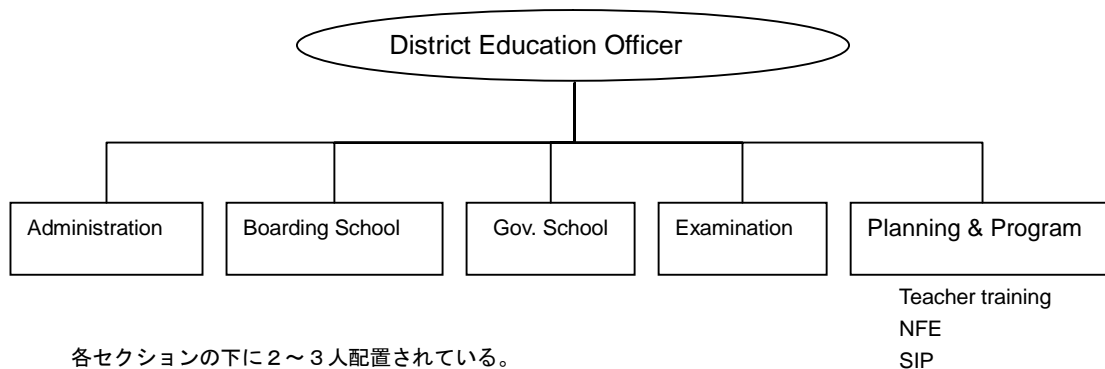 District Education Officer
Administration
Boarding School
Gov. School
Examination
Planning & Program
Teacher training
NFE
SIP
各セクションの下に２～３人配置されている。